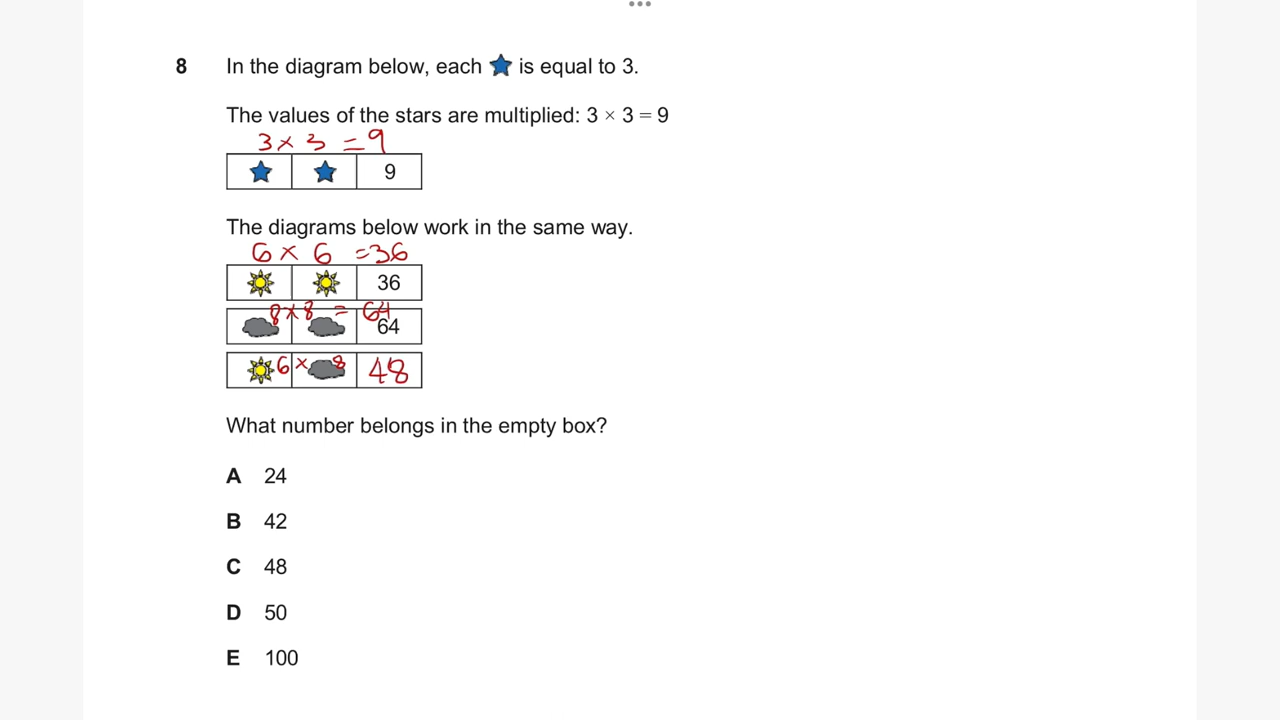 8 In the diagram below, each is equal to 3.
The values of the stars are multiplied: 3 × 3 = 9
3 × 3 = 9
9
The diagrams below work in the same way.
6 × 6 = 36
36
8 × 8 = 64
64
6 × 8 48
What number belongs in the empty box?
A 24
B 42
C 48
D 50
E 100